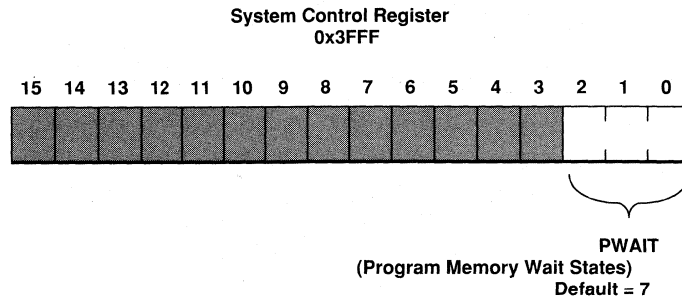 System Control Register
0x3FFF
15 14 13 12 11 10 9 8 7 6 5 4 3 2 1 0
PWAIT
(Program Memory Wait States)
Default = 7